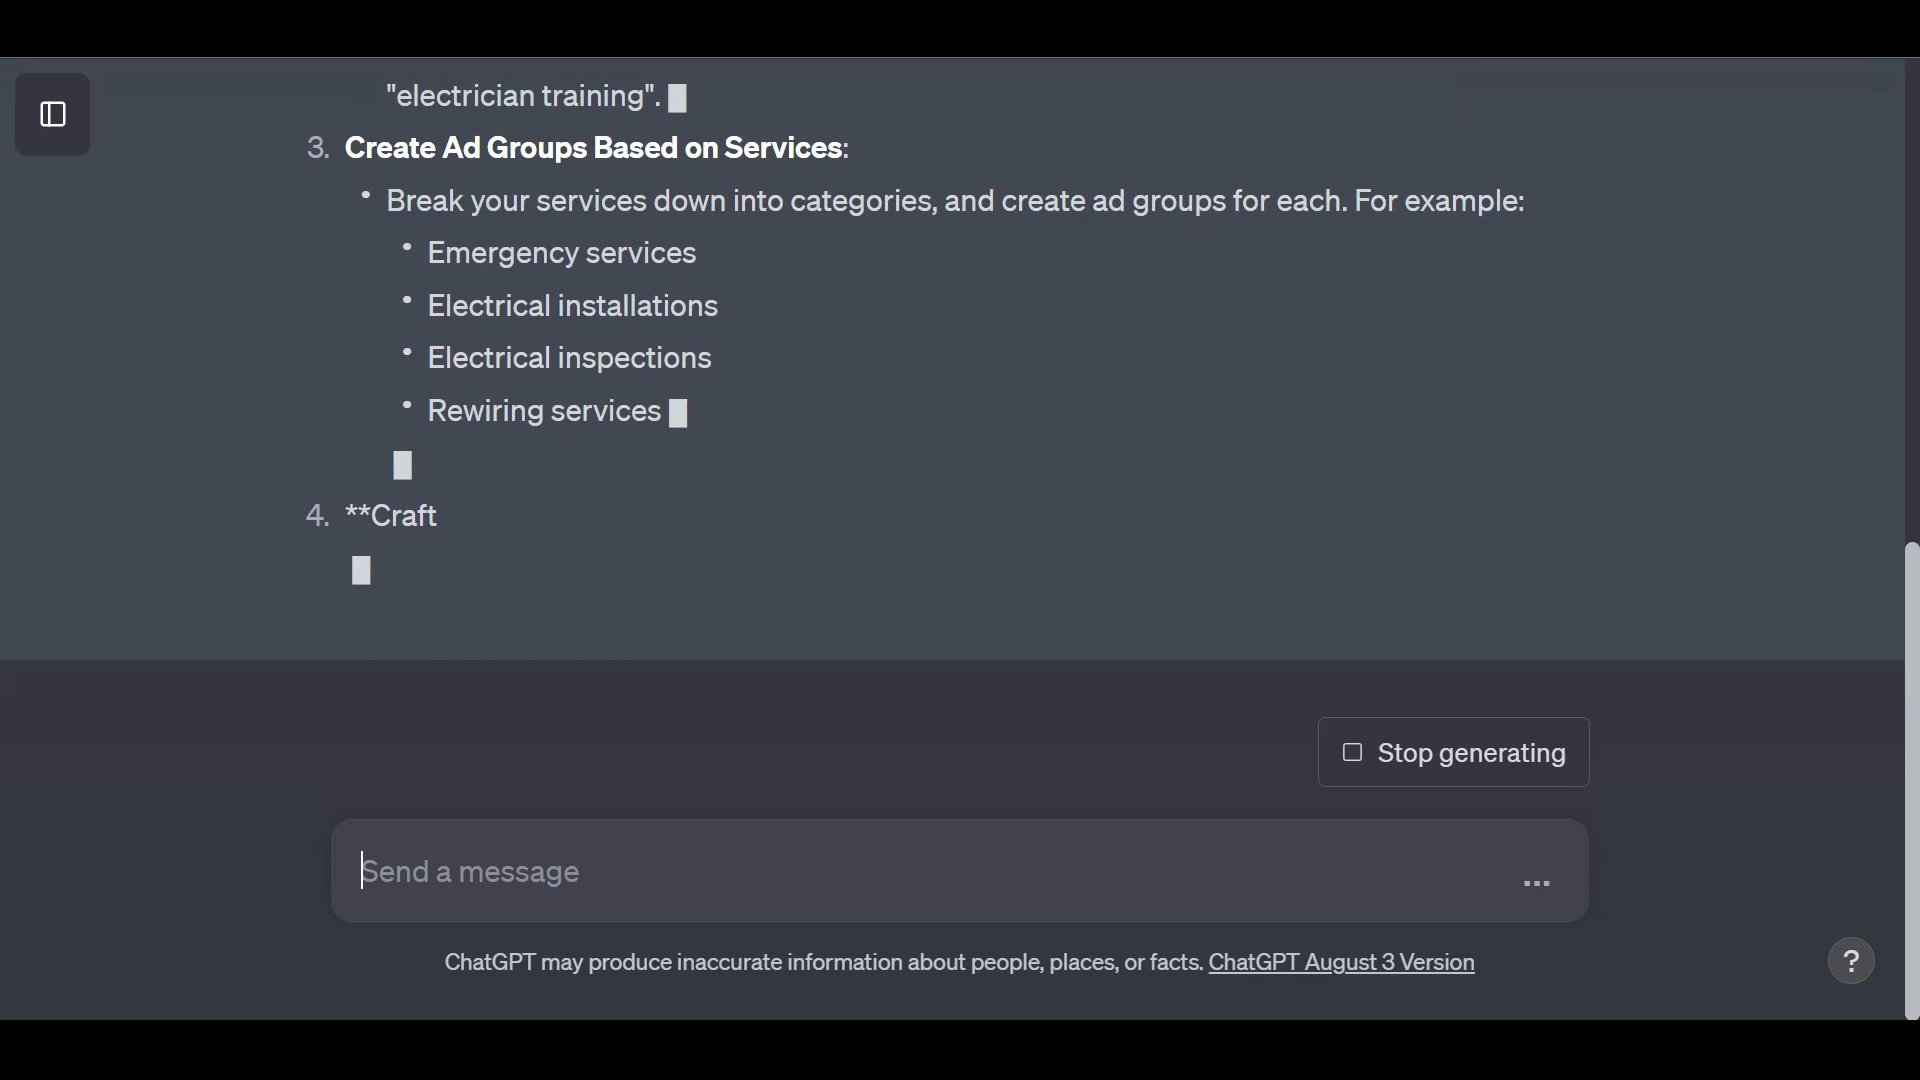 "electrician training".
3. Create Ad Groups Based on Services:
• Break your services down into categories, and create ad groups for each. For example:
• Emergency services
• Electrical installations
• Electrical inspections
• Rewiring services
4. **Craft
Stop generating
Send a message
ChatGPT may produce inaccurate information about people, places, or facts. ChatGPT August 3 Version
?